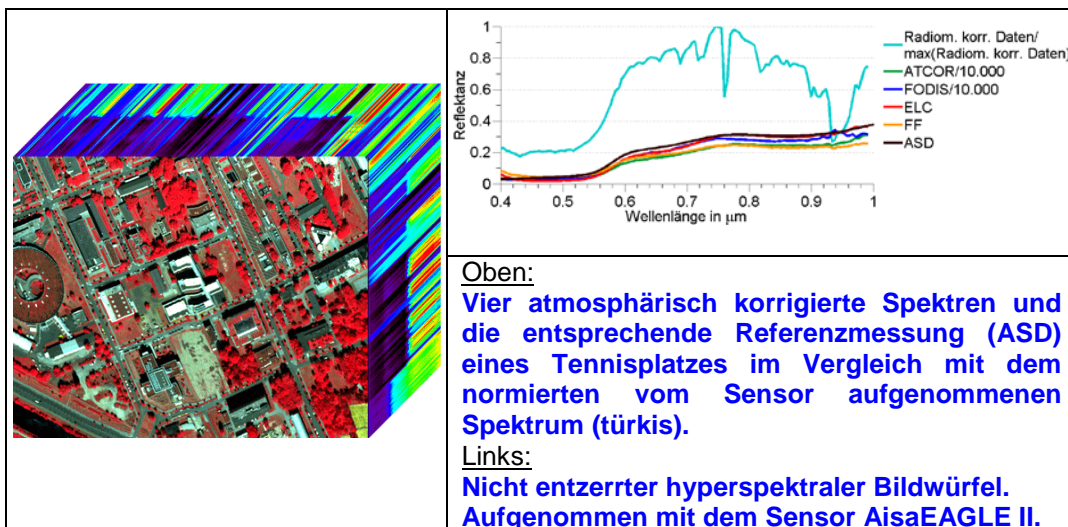 1
0.8
0.6
0.4
0.2
0
Reflektanz
0.4 0.5 0.6 0.7 0.8 0.9 1
Wellenlänge in µm
Radiom. korr. Daten/
max(Radiom. korr. Daten)
ATCOR/10.000
FODIS/10.000
ELC
FF
ASD
Oben:
Vier atmosphärisch korrigierte Spektren und
die entsprechende Referenzmessung (ASD)
eines Tennisplatzes im Vergleich mit dem
normierten vom Sensor aufgenommenen
Spektrum (türkis).
Links:
Nicht entzerrter hyperspektraler Bildwürfel.
Aufgenommen mit dem Sensor AisaEAGLE II.